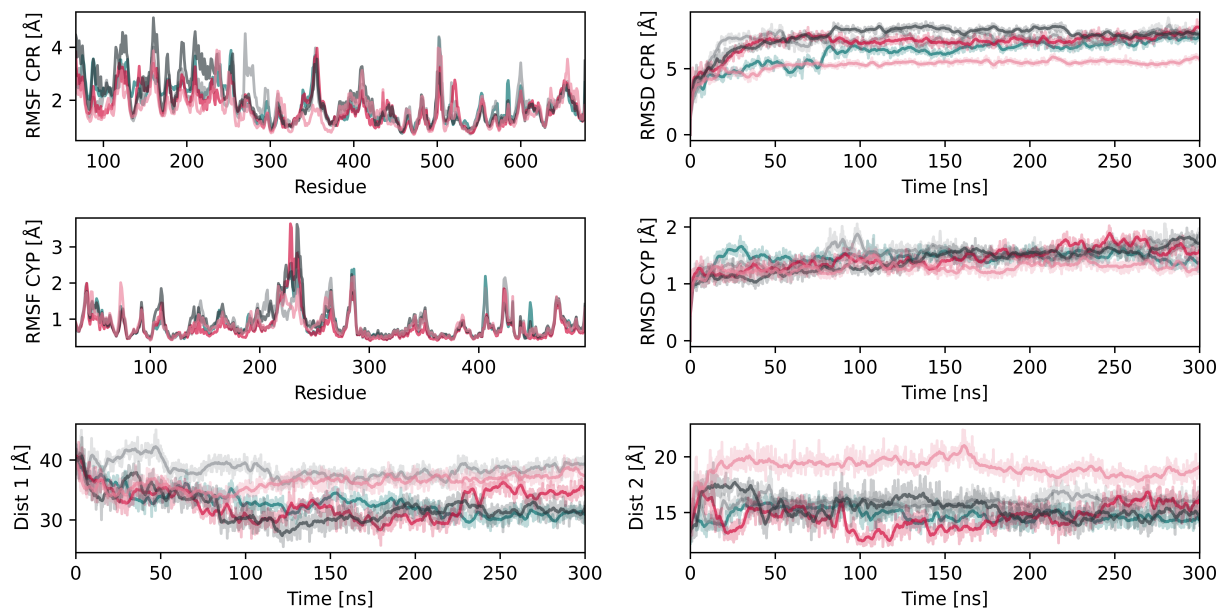 RMSF CPR [Å]
4
2
100 200 300 400 500 600
Residue
RMSD CPR [Å]
5
0
0 50 100 150 200 250 300
Time [ns]
RMSF CYP [Å]
3
2
1
100 200 300 400
Residue
RMSD CYP [Å]
2
1
0
0 50 100 150 200 250 300
Time [ns]
Dist 1 [Å]
40
30
0 50 100 150 200 250 300
Time [ns]
Dist 2 [Å]
20
15
0 50 100 150 200 250 300
Time [ns]